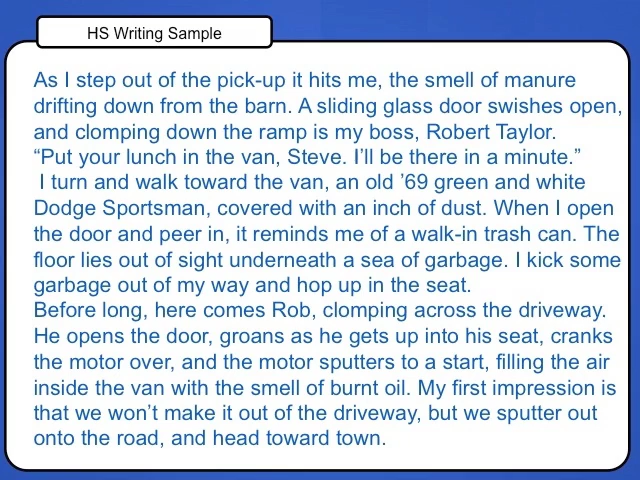 HS Writing Sample
As I step out of the pick-up it hits me, the smell of manure
drifting down from the barn. A sliding glass door swishes open,
and clomping down the ramp is my boss, Robert Taylor.
“Put your lunch in the van, Steve. I’ll be there in a minute.”
I turn and walk toward the van, an old ’69 green and white
Dodge Sportsman, covered with an inch of dust. When I open
the door and peer in, it reminds me of a walk-in trash can. The
floor lies out of sight underneath a sea of garbage. I kick some
garbage out of my way and hop up in the seat.
Before long, here comes Rob, clomping across the driveway.
He opens the door, groans as he gets up into his seat, cranks
the motor over, and the motor sputters to a start, filling the air
inside the van with the smell of burnt oil. My first impression is
that we won’t make it out of the driveway, but we sputter out
onto the road, and head toward town.